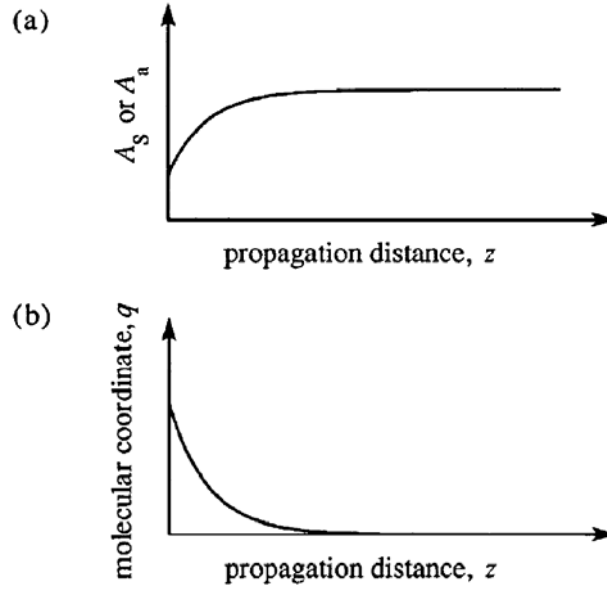 (a)
A_S or A_a
propagation distance, z
(b)
molecular coordinate, q
propagation distance, z